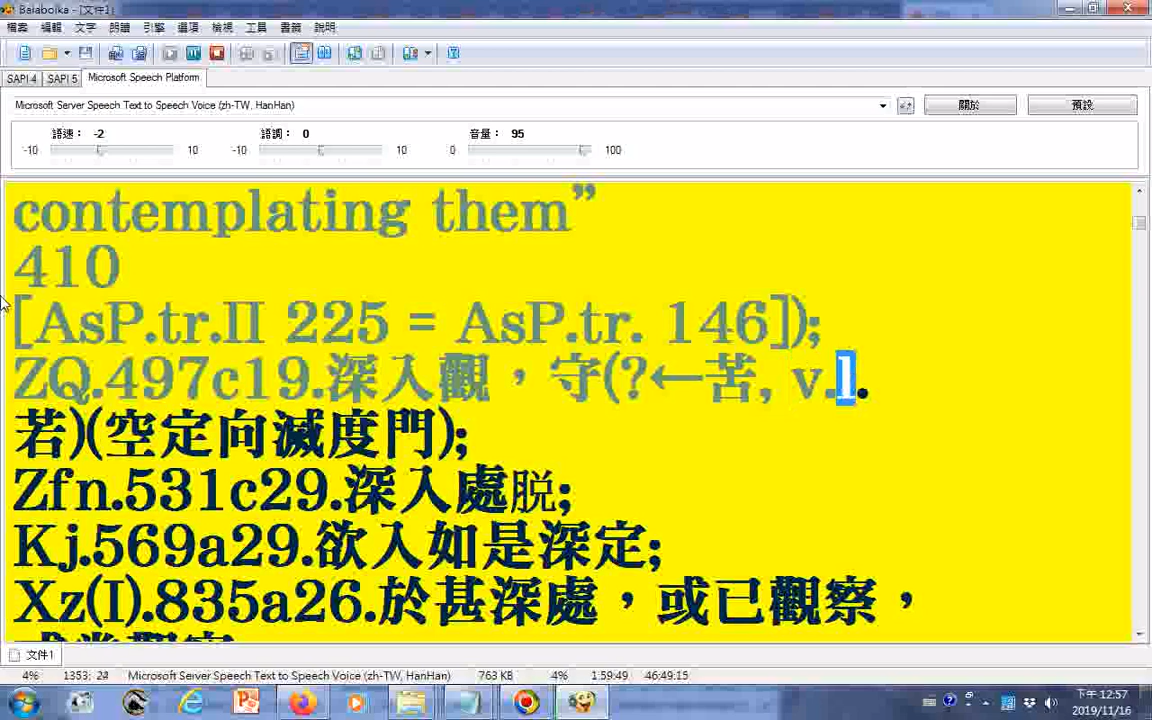 Balabolka - [文件1]
檔案 編輯 文字 朗讀 引擎 選項 檢視 工具 書籤 說明
SAPI 4 SAPI 5 Microsoft Speech Platform
Microsoft Server Speech Text to Speech Voice (zh-TW, HanHan) 關於 預設
語速： -2 語調： 0 音量： 95
-10 10 -10 10 0 100
contemplating them”
410
[AsP.tr.II 225 = AsP.tr. 146]);
ZQ.497c19.深入觀，守(?←苦, v.l.
若)(空定向滅度門);
Zfn.531c29.深入處脱;
Kj.569a29.欲入如是深定;
Xz(I).835a26.於甚深處，或已觀察，
文件1
4% 1353: 24 Microsoft Server Speech Text to Speech Voice (zh-TW, HanHan) 763 KB 4% 1:59:49 46:49:15
下午 12:57
2019/11/16